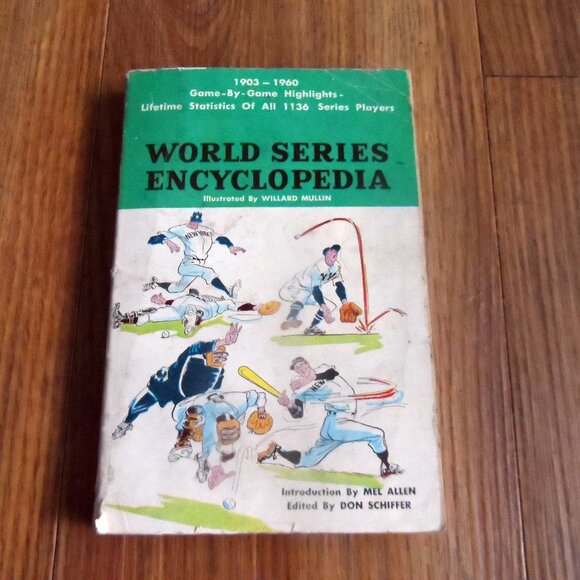 1903 – 1960
Game-By-Game Highlights-
Lifetime Statistics Of All 1136 Series Players
WORLD SERIES
ENCYCLOPEDIA
Illustrated By WILLARD MULLIN
NEW YORK
Introduction By MEL ALLEN
Edited By DON SCHIFFER